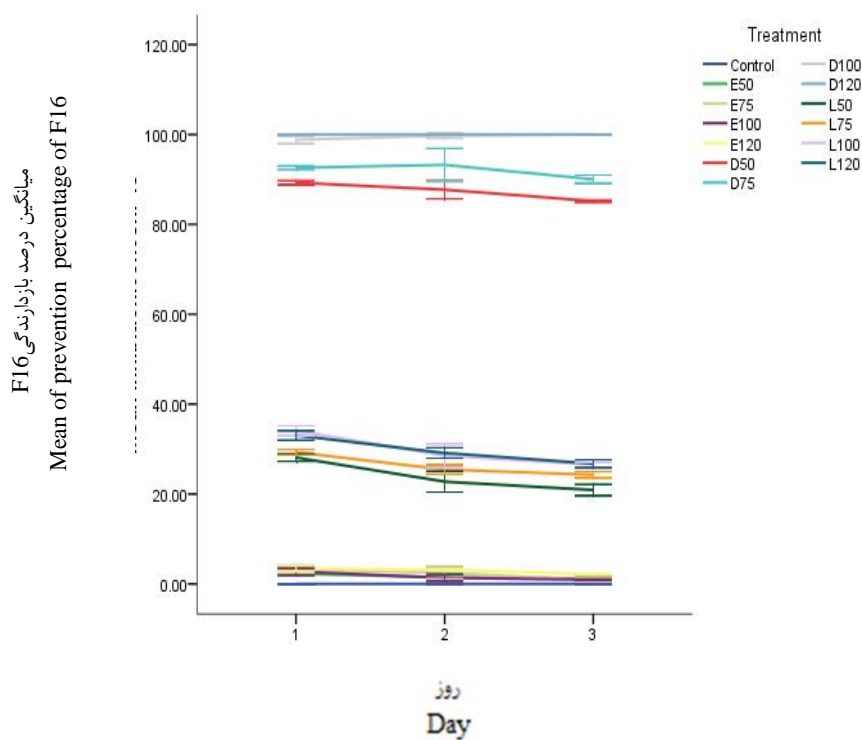 میانگین درصد بازدارندگی F16
Mean of prevention percentage of F16
120.00
100.00
80.00
60.00
40.00
20.00
0.00
1
2
3
روز
Day
Treatment
Control
E50
E75
E100
E120
D50
D75
D100
D120
L50
L75
L100
L120